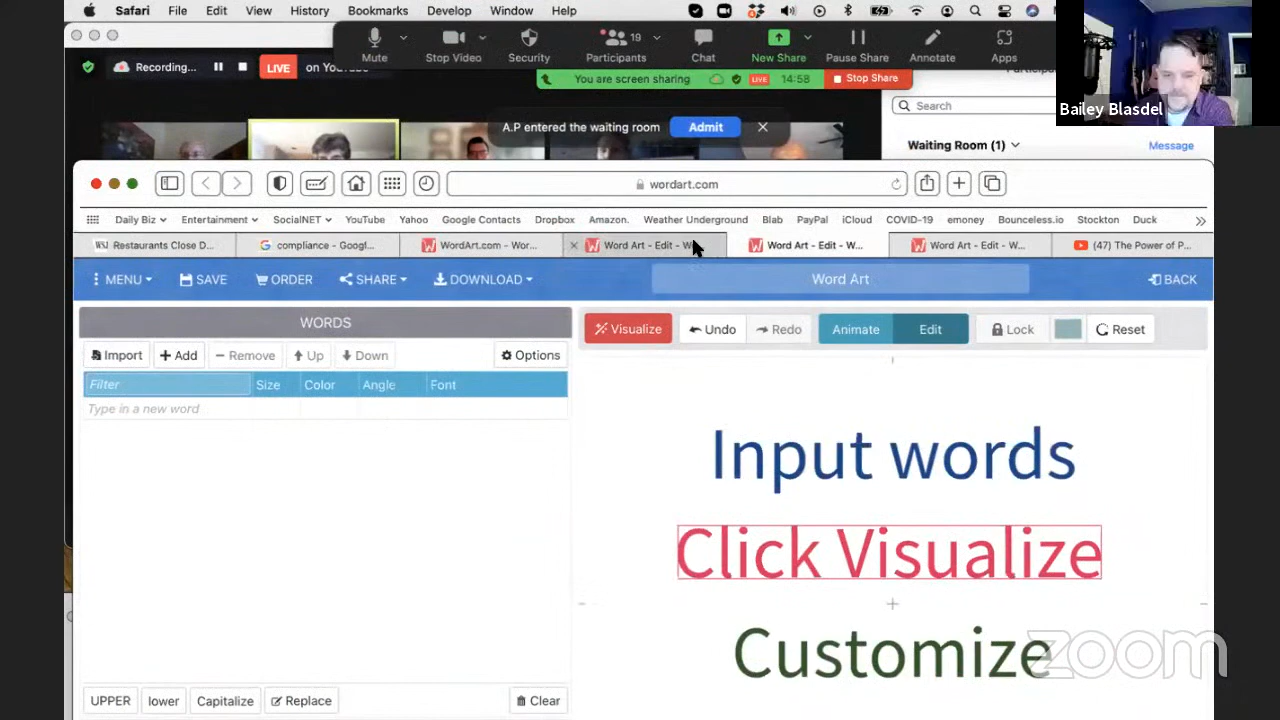 Safari File Edit View History Bookmarks Develop Window Help
Mute Stop Video Security Participants 19 Chat New Share Pause Share Annotate Apps
Recording... LIVE on YouTube
You are screen sharing LIVE 14:58 Stop Share
Search
Bailey Blasdel
A.P entered the waiting room Admit
Waiting Room (1) Message
wordart.com
Daily Biz Entertainment SocialNET YouTube Yahoo Google Contacts Dropbox Amazon. Weather Underground Blab PayPal iCloud COVID-19 emoney Bounceless.io Stockton Duck
WSJ Restaurants Close D... compliance - Googl... WordArt.com - Wor... Word Art - Edit - W Word Art - Edit - W... Word Art - Edit - W... (47) The Power of P...
MENU SAVE ORDER SHARE DOWNLOAD Word Art BACK
WORDS
Visualize Undo Redo Animate Edit Lock Reset
Import Add Remove Up Down Options
Filter Size Color Angle Font
Type in a new word
Input words
Click Visualize
Customize
zoom
UPPER lower Capitalize Replace Clear